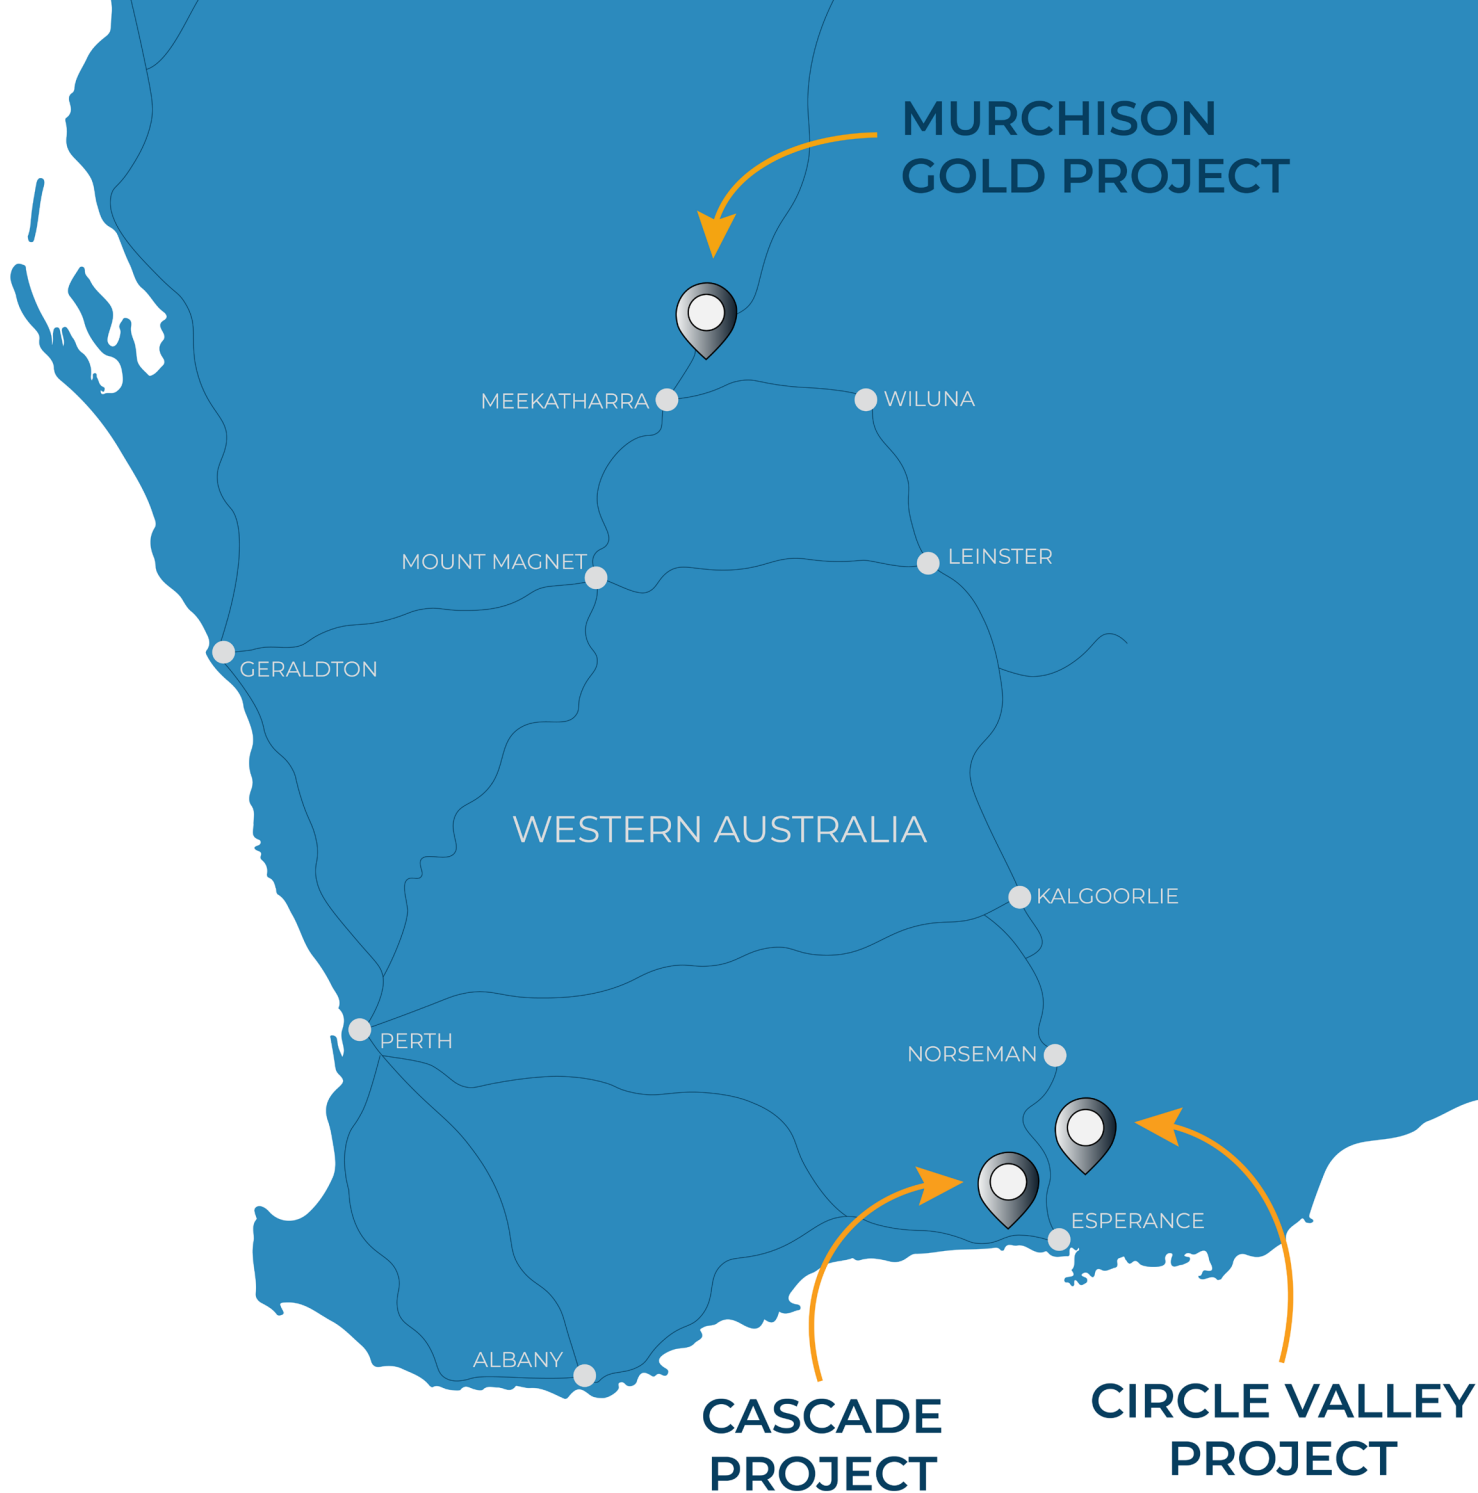 MURCHISON
GOLD PROJECT
MEEKATHARRA
WILUNA
MOUNT MAGNET
LEINSTER
GERALDTON
WESTERN AUSTRALIA
KALGOORLIE
PERTH
NORSEMAN
ESPERANCE
ALBANY
CASCADE
PROJECT
CIRCLE VALLEY
PROJECT